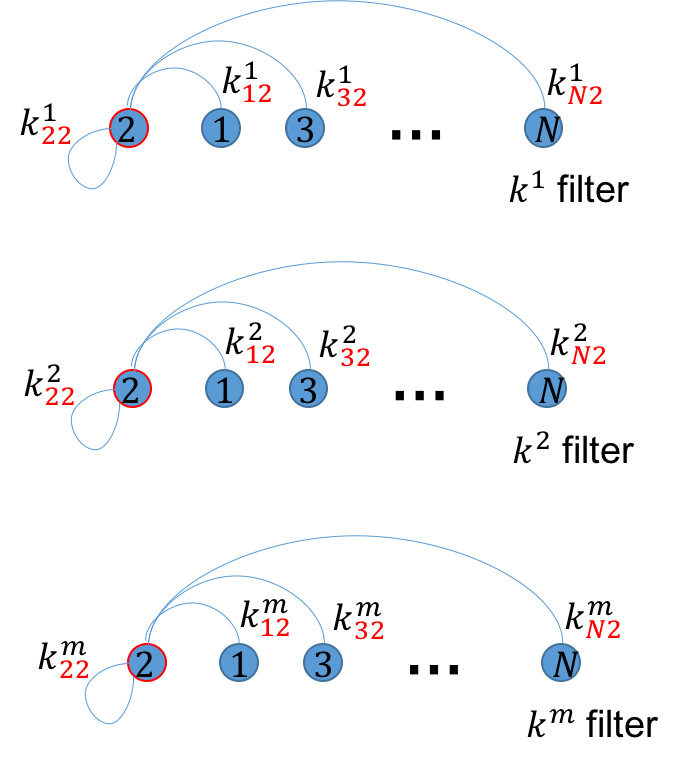 $k_{22}^{1}$ $k_{12}^{1}$ $k_{32}^{1}$ $k_{N2}^{1}$
2 1 3 ... N
$k^{1}$ filter
$k_{22}^{2}$ $k_{12}^{2}$ $k_{32}^{2}$ $k_{N2}^{2}$
2 1 3 ... N
$k^{2}$ filter
$k_{22}^{m}$ $k_{12}^{m}$ $k_{32}^{m}$ $k_{N2}^{m}$
2 1 3 ... N
$k^{m}$ filter